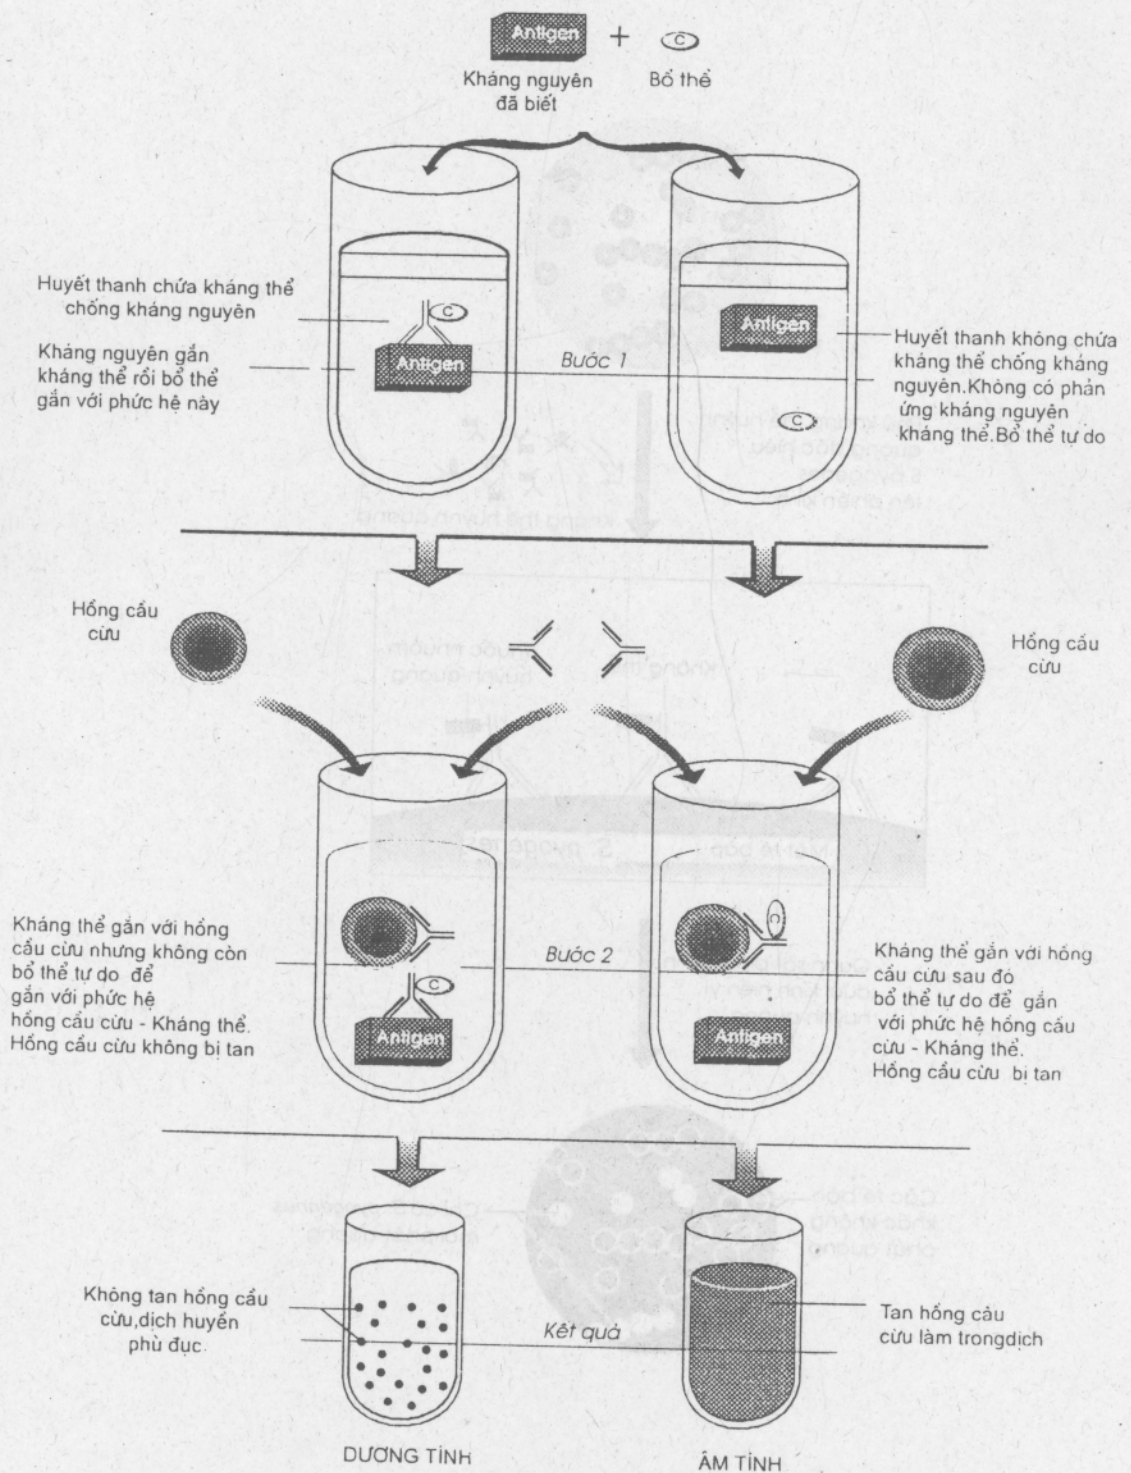 Antigen + C
Kháng nguyên
đã biết
Bổ thể
Huyết thanh chứa kháng thể
chống kháng nguyên
Kháng nguyên gắn
kháng thể rồi bổ thể
gắn với phức hệ này
C
Antigen
Bước 1
Antigen
C
Huyết thanh không chứa
kháng thể chống kháng
nguyên.Không có phản
ứng kháng nguyên
kháng thể.Bổ thể tự do
Hồng cầu
cừu
Hồng cầu
cừu
Kháng thể gắn với hồng
cầu cừu nhưng không còn
bổ thể tự do để
gắn với phức hệ
hồng cầu cừu - Kháng thể.
Hồng cầu cừu không bị tan
C
Antigen
Bước 2
C
Antigen
Kháng thể gắn với hồng
cầu cừu sau đó
bổ thể tự do để gắn
với phức hệ hồng cầu
cừu - Kháng thể.
Hồng cầu cừu bị tan
Không tan hồng cầu
cừu,dịch huyền
phù đục.
Kết quả
Tan hồng cầu
cừu làm trongdịch
DƯƠNG TÍNH
ÂM TÍNH